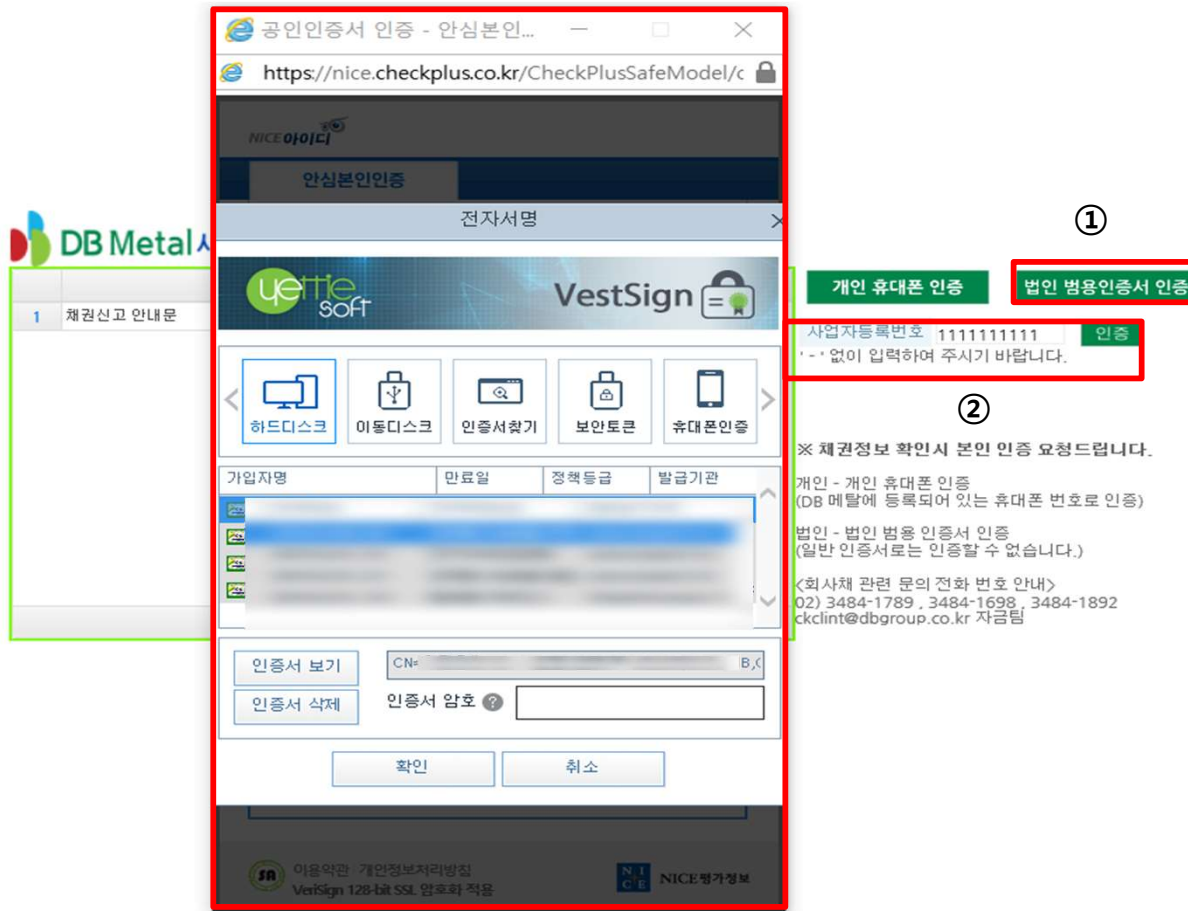 공인인증서 인증 - 안심본인...
https://nice.checkplus.co.kr/CheckPlusSafeModel/c
NICE아이디
안심본인인증
전자서명
yettie soft
VestSign
하드디스크 이동디스크 인증서찾기 보안토큰 휴대폰인증
가입자명 만료일 정책등급 발급기관
인증서 보기 CN= B,
인증서 삭제 인증서 암호 ?
확인 취소
이용약관 개인정보처리방침
VeriSign 128-bit SSL 암호화 적용
NICE평가정보
DB Metal
1 채권신고 안내문
①
개인 휴대폰 인증 법인 범용인증서 인증
사업자등록번호 1111111111 인증
' - ' 없이 입력하여 주시기 바랍니다.
②
※ 채권정보 확인시 본인 인증 요청드립니다.
개인 - 개인 휴대폰 인증
(DB 메탈에 등록되어 있는 휴대폰 번호로 인증)
법인 - 법인 범용 인증서 인증
(일반 인증서로는 인증할 수 없습니다.)
<회사채 관련 문의 전화 번호 안내>
02) 3484-1789 , 3484-1698 , 3484-1892
ckclint@dbgroup.co.kr 자금팀